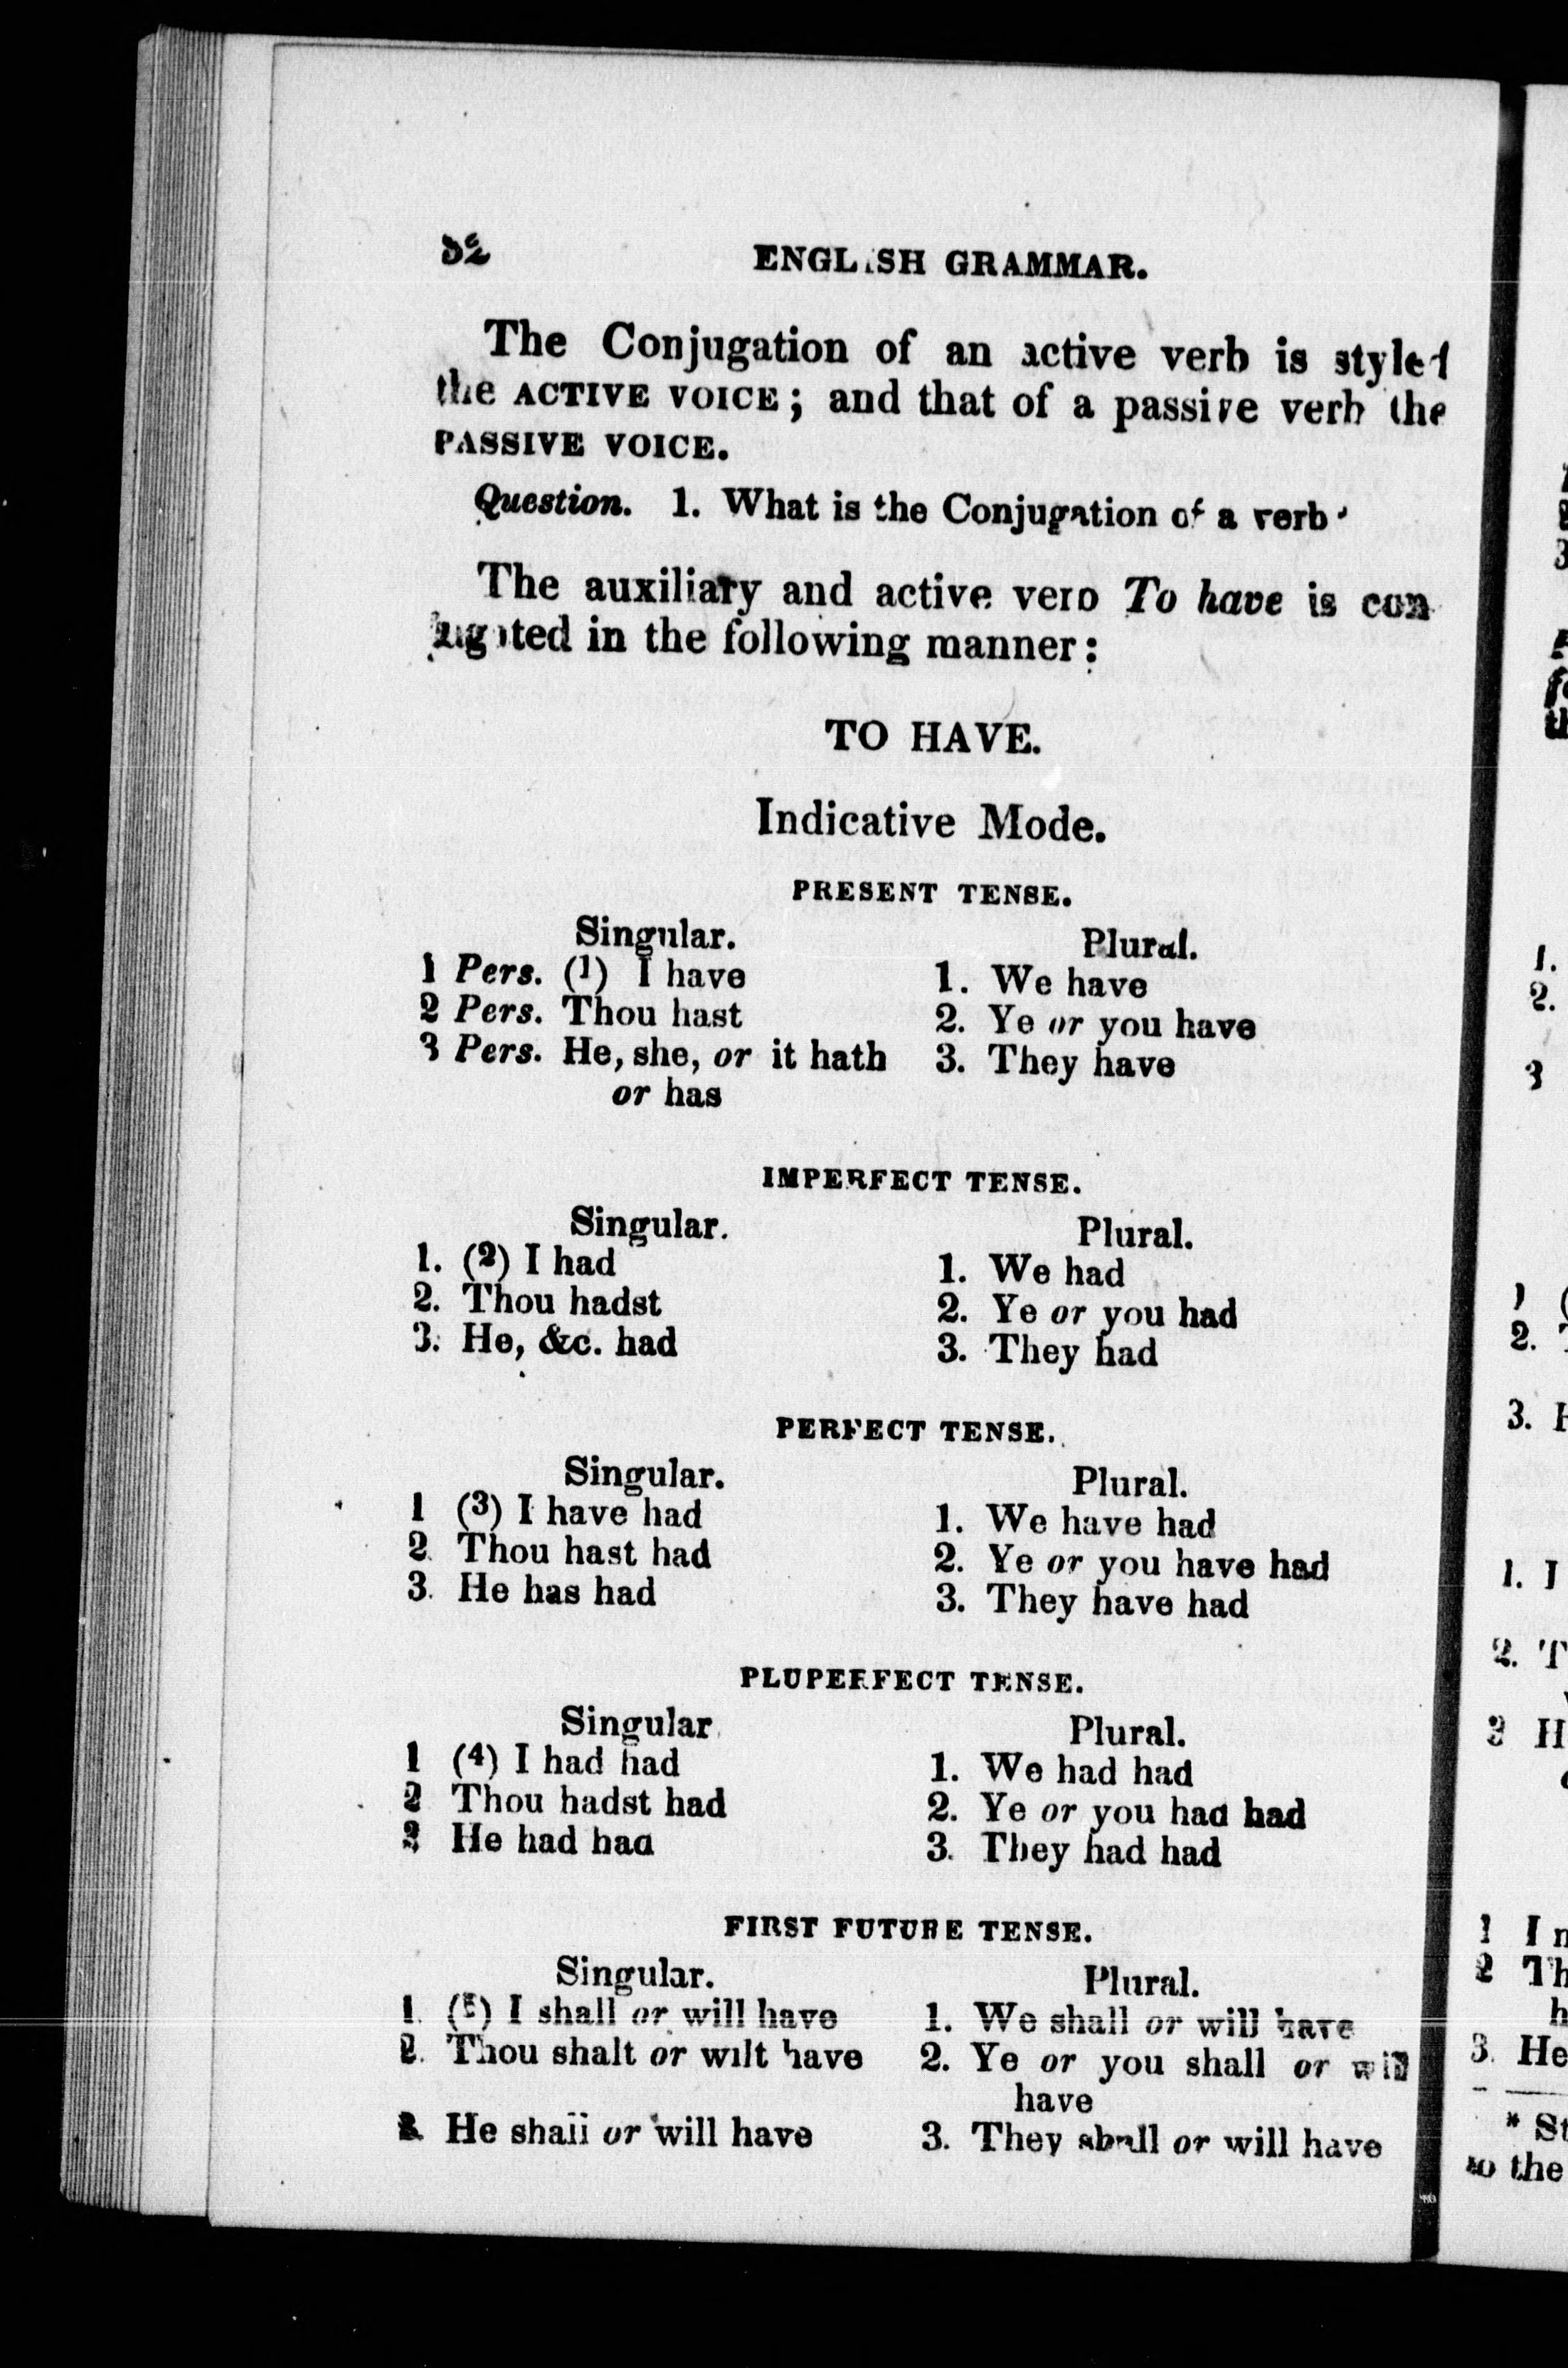 32 ENGLISH GRAMMAR.
The Conjugation of an active verb is styled
the ACTIVE VOICE; and that of a passive verb the
PASSIVE VOICE.
Question. 1. What is the Conjugation of a verb?
The auxiliary and active verb To have is con
jugated in the following manner:
TO HAVE.
Indicative Mode.
PRESENT TENSE.
Singular. Plural.
1 Pers. (1) I have 1. We have
2 Pers. Thou hast 2. Ye or you have
3 Pers. He, she, or it hath 3. They have
or has
IMPERFECT TENSE.
Singular. Plural.
1. (2) I had 1. We had
2. Thou hadst 2. Ye or you had
3. He, &c. had 3. They had
PERFECT TENSE.
Singular. Plural.
1 (3) I have had 1. We have had
2. Thou hast had 2. Ye or you have had
3. He has had 3. They have had
PLUPERFECT TENSE.
Singular Plural.
1 (4) I had had 1. We had had
2 Thou hadst had 2. Ye or you had had
3 He had had 3. They had had
FIRST FUTURE TENSE.
Singular. Plural.
1. (5) I shall or will have 1. We shall or will have
2. Thou shalt or wilt have 2. Ye or you shall or will
have
3. He shall or will have 3. They shall or will have